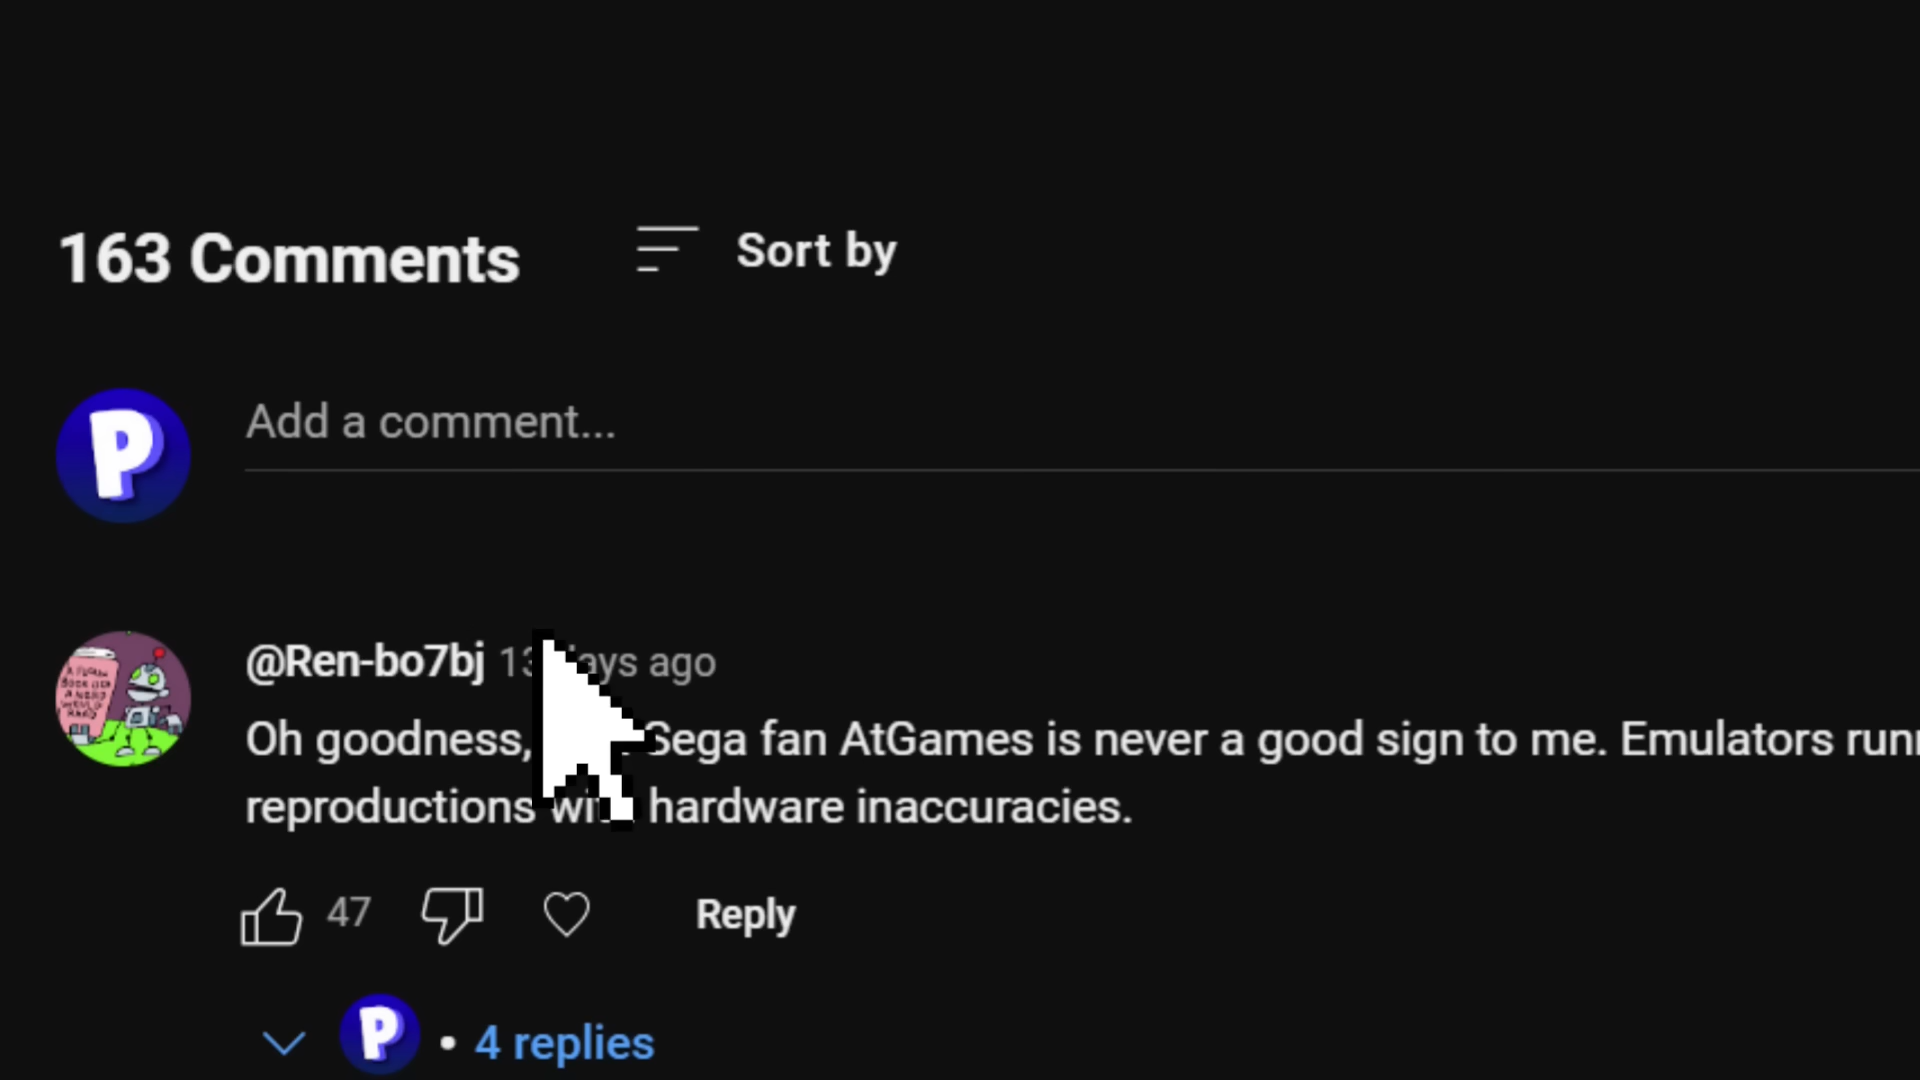 163 Comments
Sort by
P
Add a comment...
@Ren-bo7bj ays ago
Oh goodness, Sega fan AtGames is never a good sign to me. Emulators
reproductions hardware inaccuracies.
47
Reply
P • 4 replies